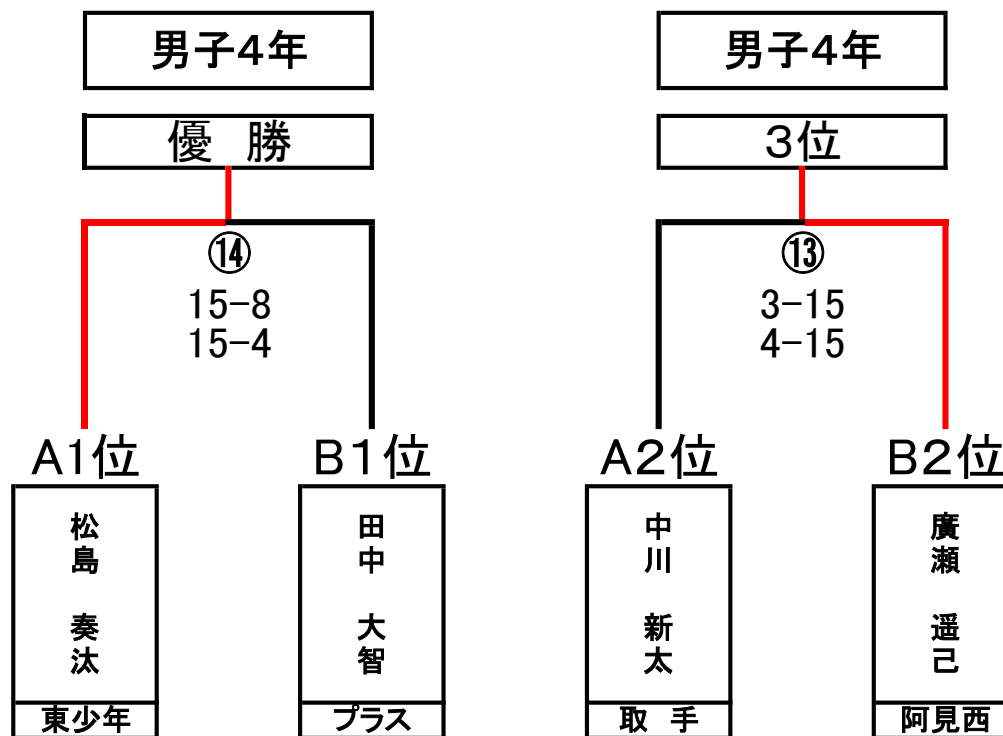 男子4年
優 勝
⑭
15-8
15-4
A1位
B1位
松島 奏汰
田中 大智
東少年
プラス
男子4年
3位
⑬
3-15
4-15
A2位
B2位
中川 新太
廣瀬 遥己
取 手
阿見西